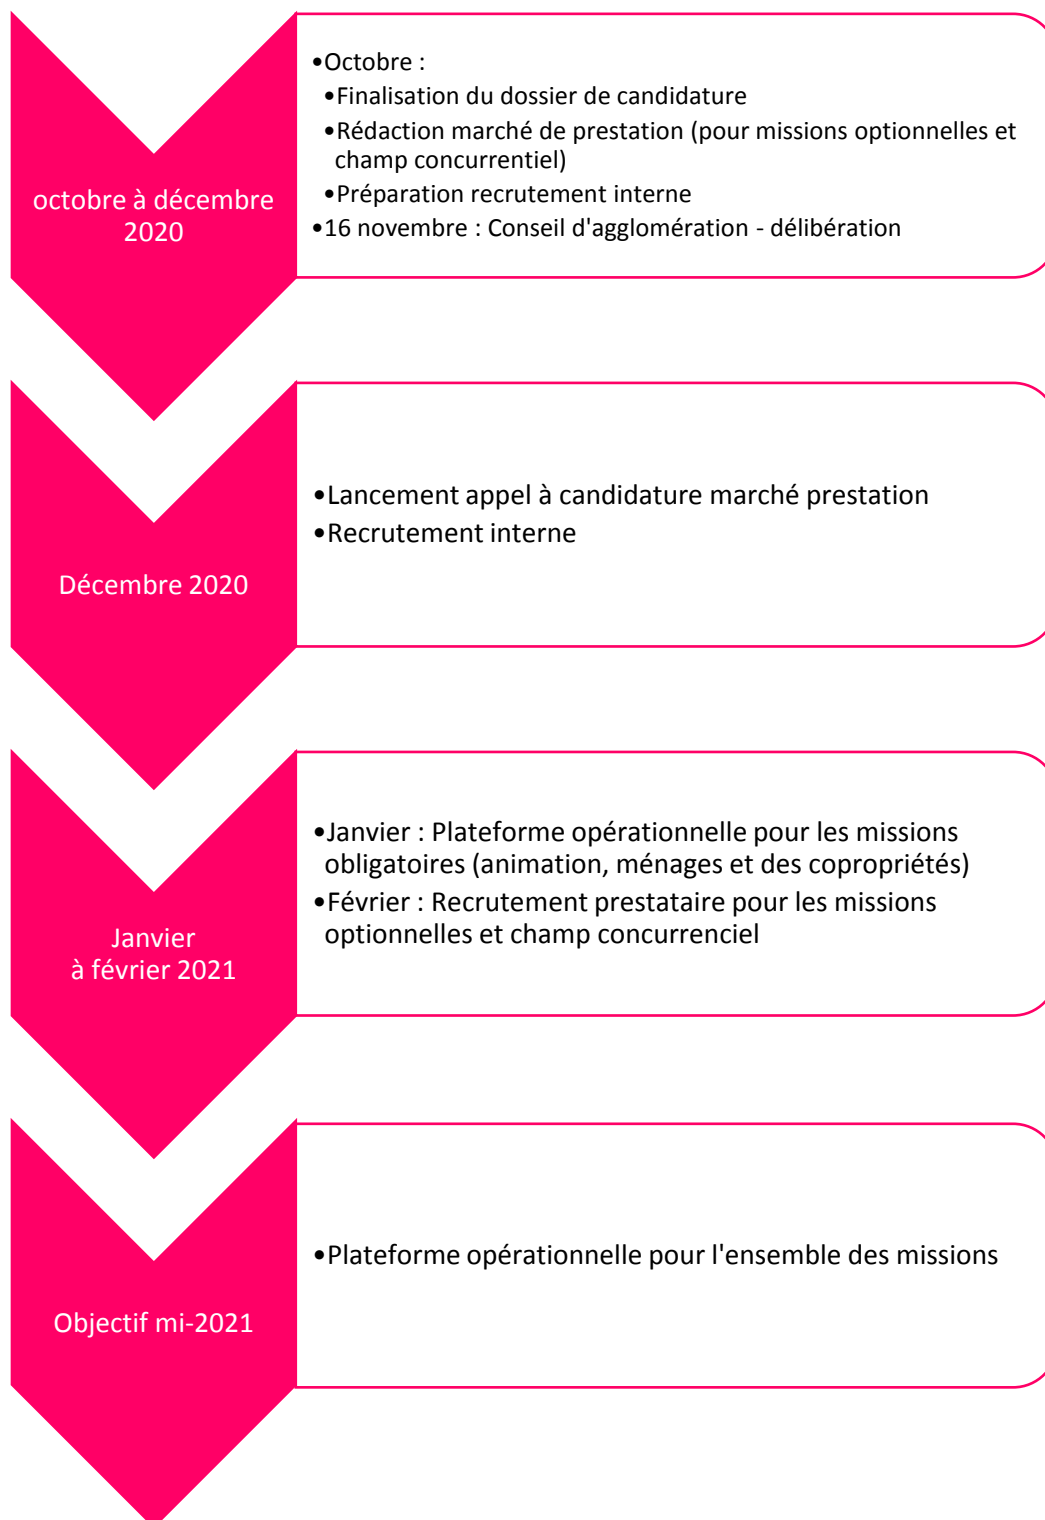 octobre à décembre
2020
•Octobre :
•Finalisation du dossier de candidature
•Rédaction marché de prestation (pour missions optionnelles et
champ concurrentiel)
•Préparation recrutement interne
•16 novembre : Conseil d'agglomération - délibération
Décembre 2020
•Lancement appel à candidature marché prestation
•Recrutement interne
Janvier
à février 2021
•Janvier : Plateforme opérationnelle pour les missions
obligatoires (animation, ménages et des copropriétés)
•Février : Recrutement prestataire pour les missions
optionnelles et champ concurrenciel
Objectif mi-2021
•Plateforme opérationnelle pour l'ensemble des missions